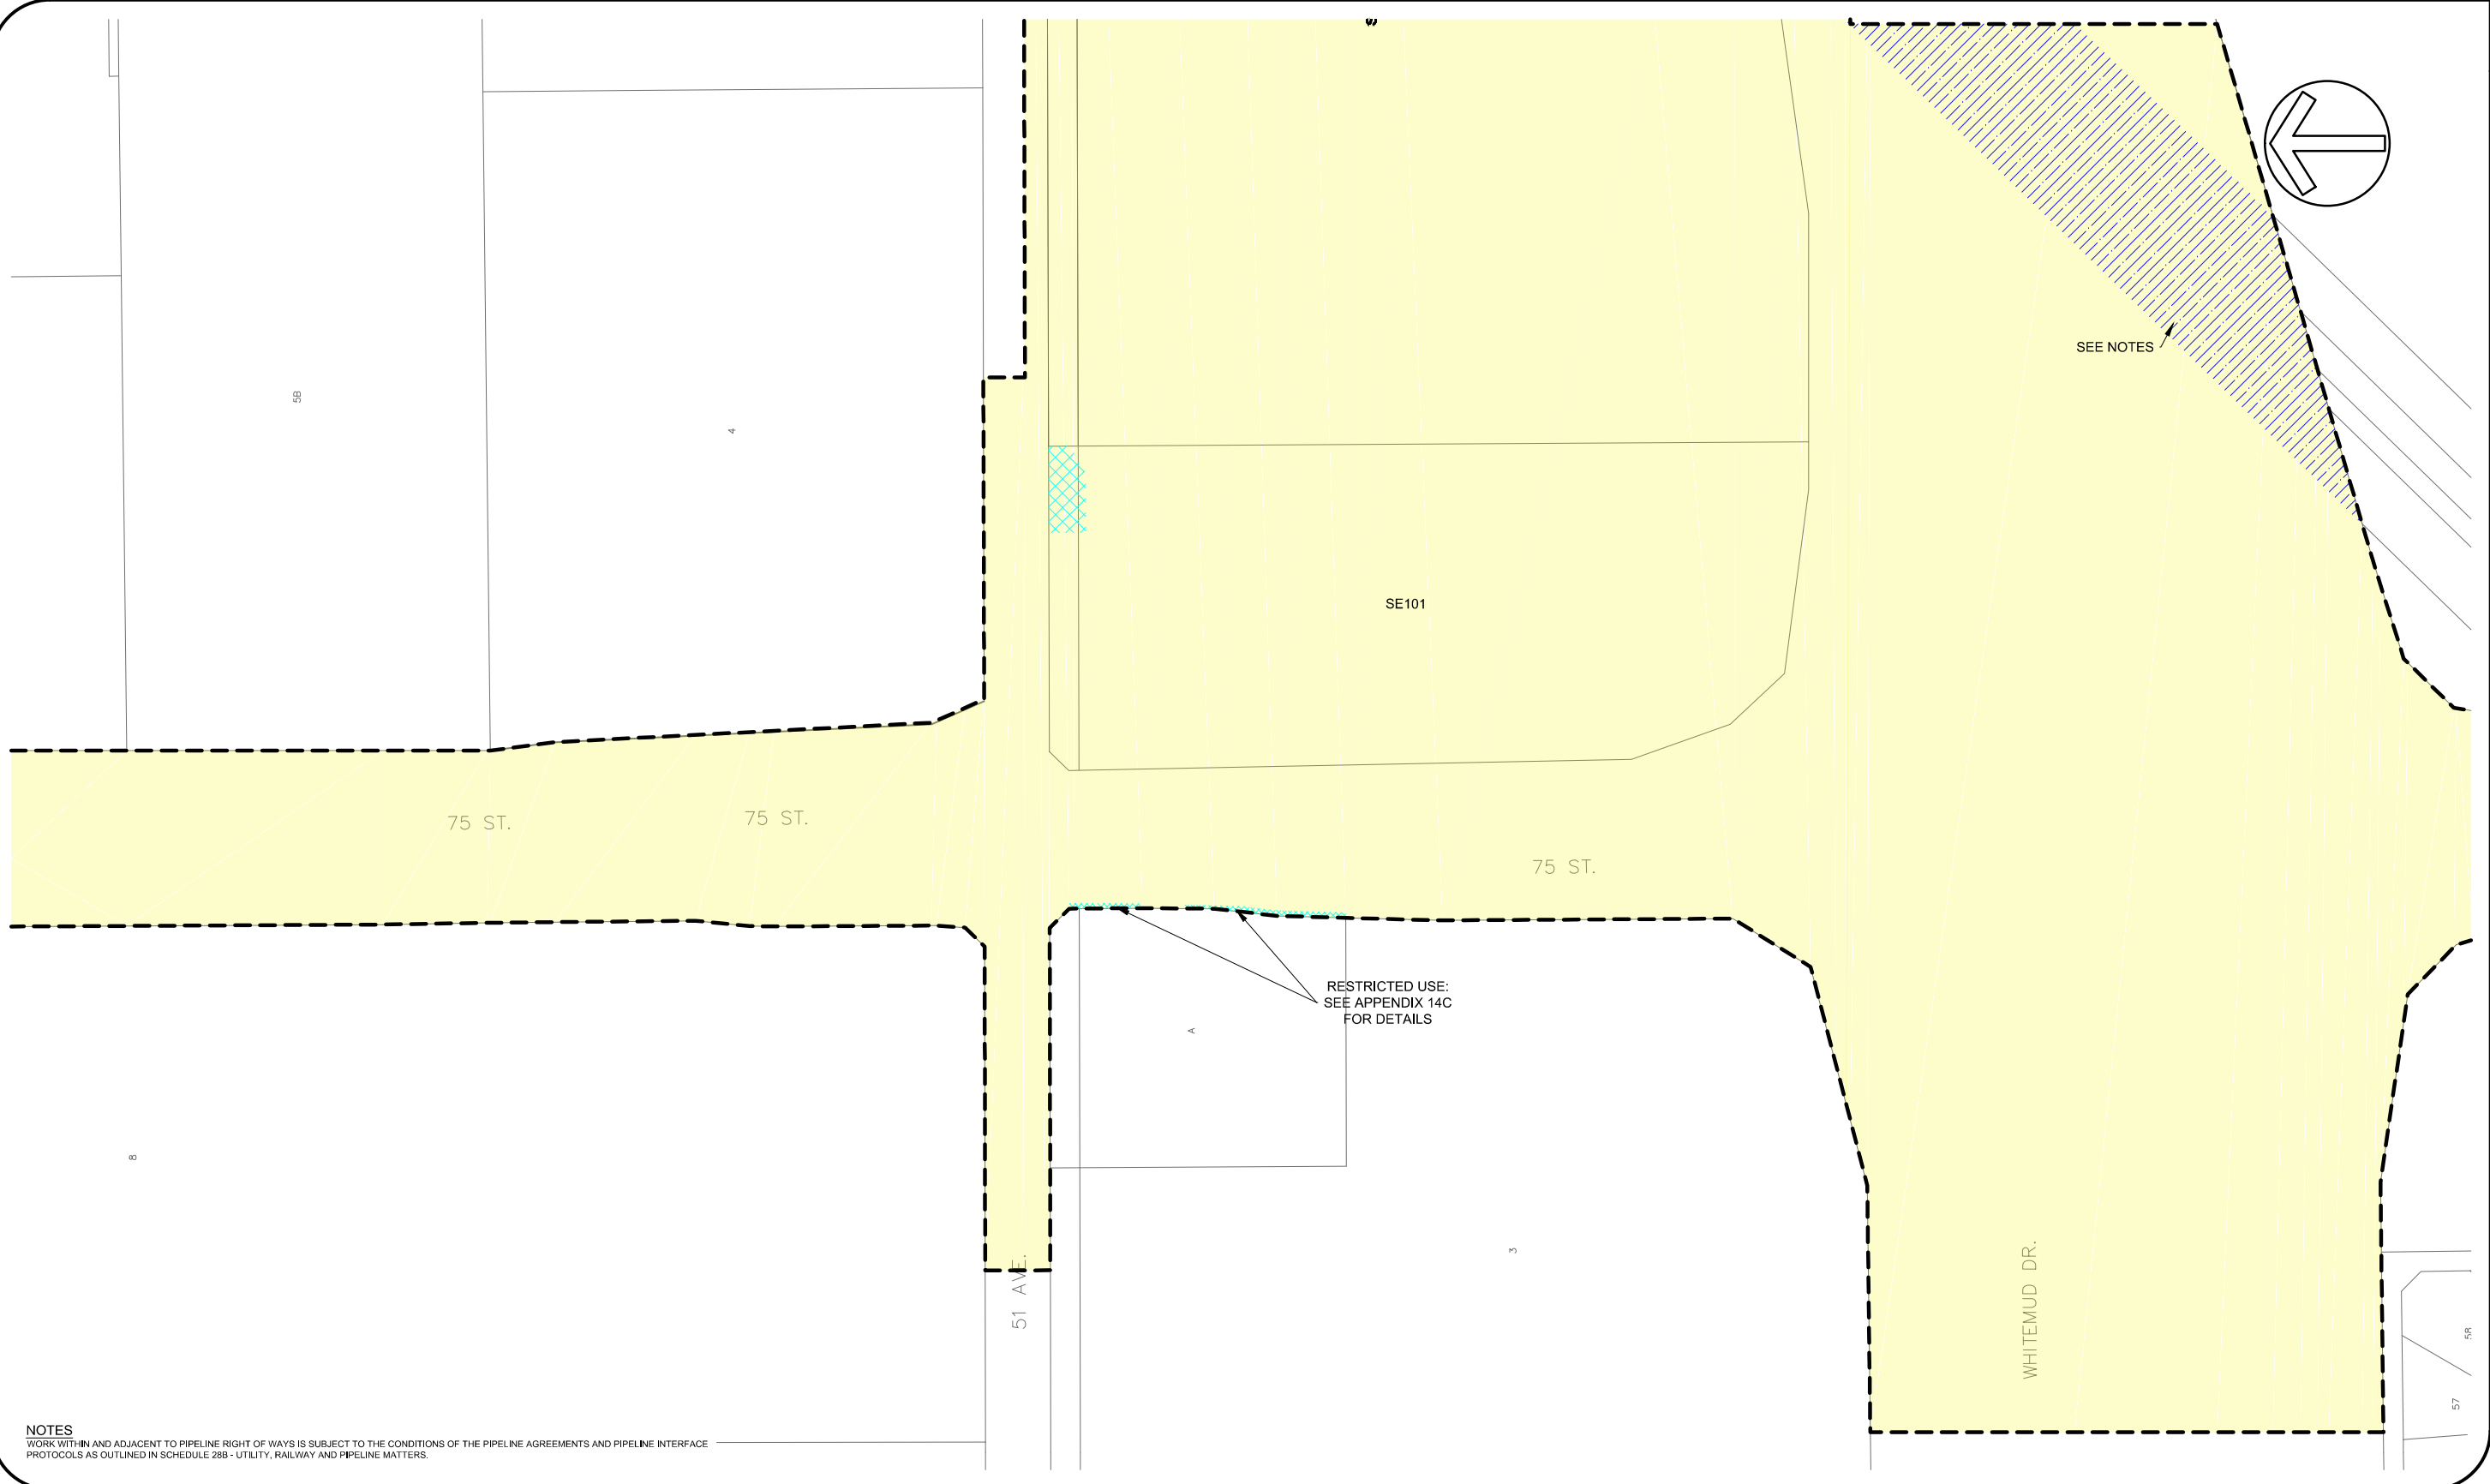 SEE NOTES
5B
4
SE101
75 ST.
75 ST.
75 ST.
RESTRICTED USE:
SEE APPENDIX 14C
FOR DETAILS
A
8
3
51 AVE.
WHITEMUD DR.
58
57
NOTES
WORK WITHIN AND ADJACENT TO PIPELINE RIGHT OF WAYS IS SUBJECT TO THE CONDITIONS OF THE PIPELINE AGREEMENTS AND PIPELINE INTERFACE
PROTOCOLS AS OUTLINED IN SCHEDULE 28B - UTILITY, RAILWAY AND PIPELINE MATTERS.